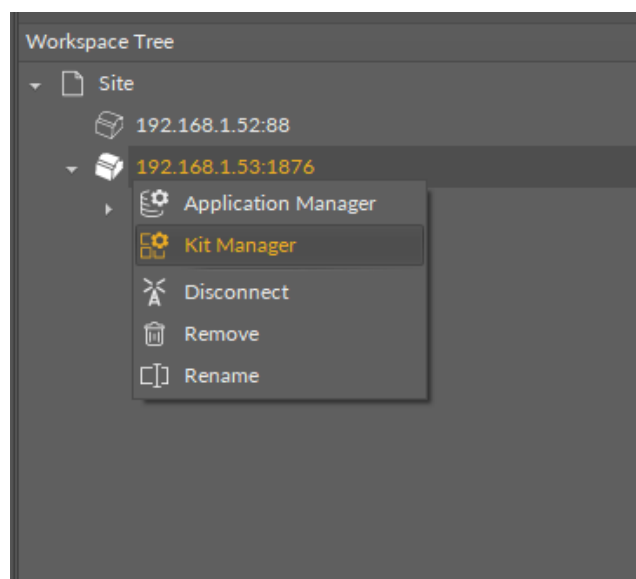 Workspace Tree
Site
192.168.1.52:88
192.168.1.53:1876
Application Manager
Kit Manager
Disconnect
Remove
Rename